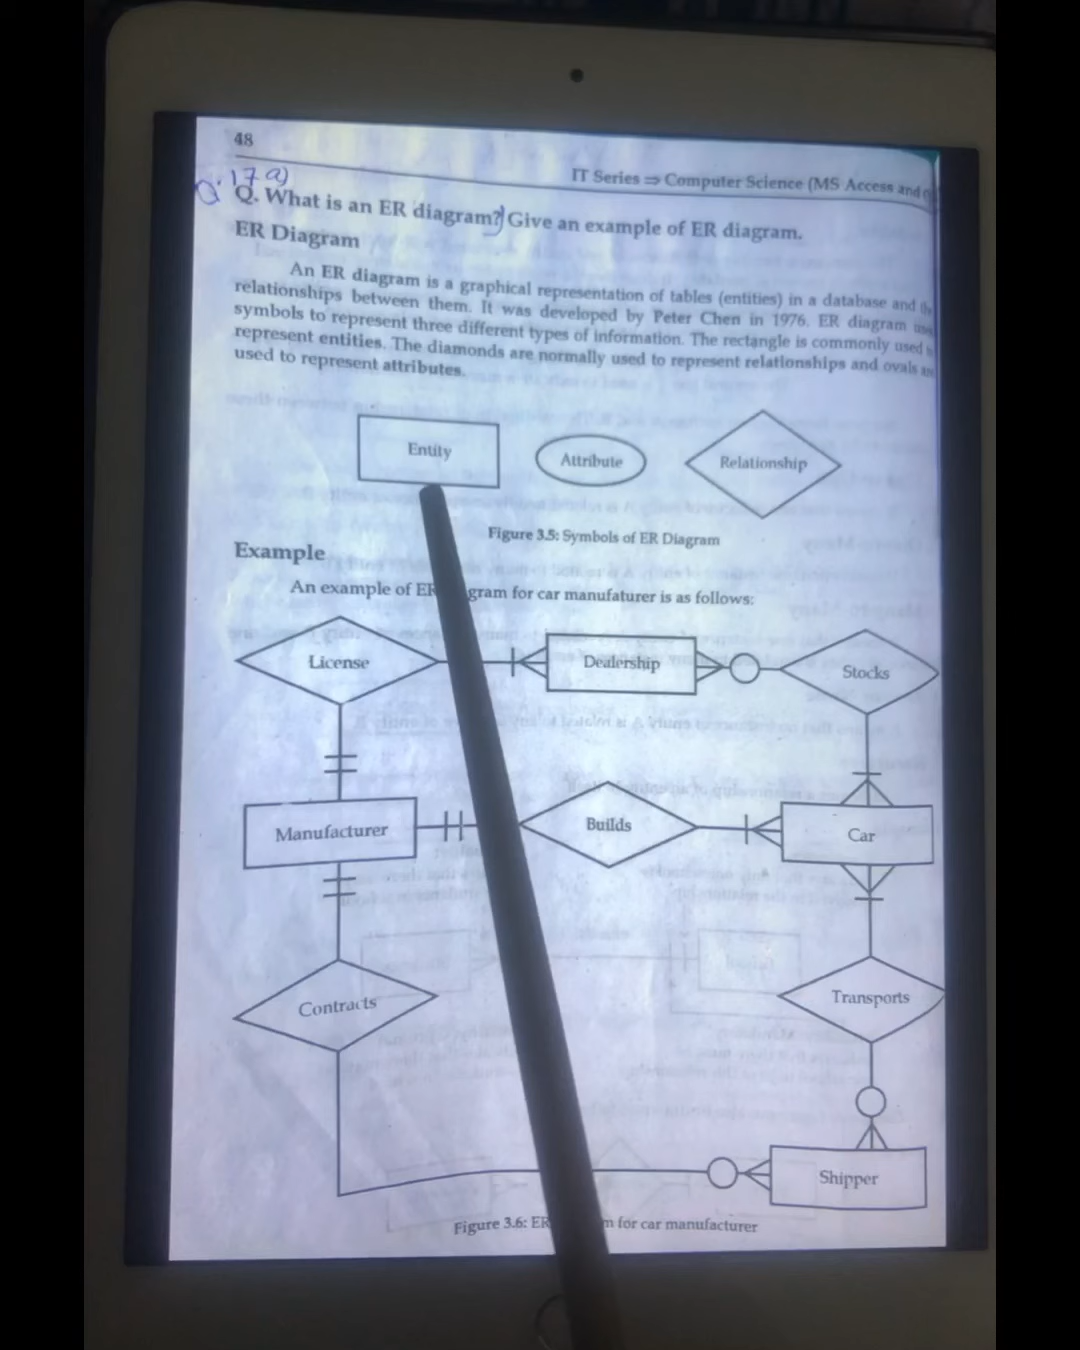 48
IT Series ⇒ Computer Science (MS Access and
Q. 17 a)
Q. What is an ER diagram? Give an example of ER diagram.
ER Diagram
An ER diagram is a graphical representation of tables (entities) in a database and
relationships between them. It was developed by Peter Chen in 1976. ER diagram
symbols to represent three different types of information. The rectangle is commonly used
represent entities. The diamonds are normally used to represent relationships and ovals
used to represent attributes.
Entity
Attribute
Relationship
Figure 3.5: Symbols of ER Diagram
Example
An example of ER gram for car manufaturer is as follows:
License
Dealership
Stocks
Manufacturer
Builds
Car
Contracts
Transports
Shipper
Figure 3.6: ER m for car manufacturer